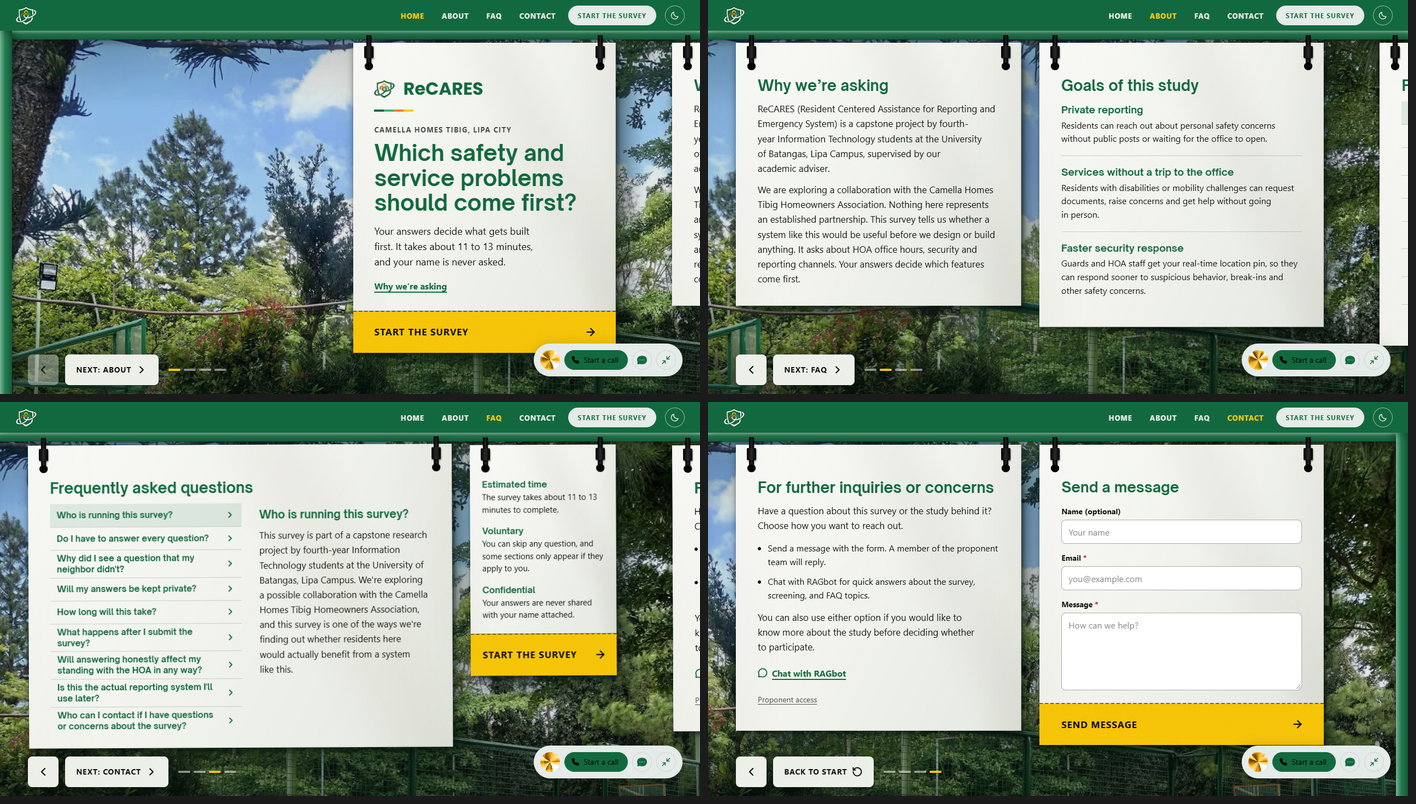 HOME ABOUT FAQ CONTACT START THE SURVEY
ReCARES
CAMELLA HOMES TIBIG, LIPA CITY
Which safety and
service problems
should come first?
Your answers decide what gets built
first. It takes about 11 to 13 minutes,
and your name is never asked.
Why we're asking
START THE SURVEY
NEXT: ABOUT
Start a call
HOME ABOUT FAQ CONTACT START THE SURVEY
Why we're asking
ReCARES (Resident Centered Assistance for Reporting and
Emergency System) is a capstone project by fourth-
year Information Technology students at the University
of Batangas, Lipa Campus, supervised by our
academic adviser.
We are exploring a collaboration with the Camella Homes
Tibig Homeowners Association. Nothing here represents
an established partnership. This survey tells us whether a
system like this would be useful before we design or build
anything. It asks about HOA office hours, security and
reporting channels. Your answers decide which features
come first.
Goals of this study
Private reporting
Residents can reach out about personal safety concerns
without public posts or waiting for the office to open.
Services without a trip to the office
Residents with disabilities or mobility challenges can request
documents, raise concerns and get help without going
in person.
Faster security response
Guards and HOA staff get your real-time location pin, so they
can respond sooner to suspicious behavior, break-ins and
other safety concerns.
NEXT: FAQ
Start a call
HOME ABOUT FAQ CONTACT START THE SURVEY
Frequently asked questions
Who is running this survey?
Do I have to answer every question?
Why did I see a question that my
neighbor didn't?
Will my answers be kept private?
How long will this take?
What happens after I submit the
survey?
Will answering honestly affect my
standing with the HOA in any way?
Is this the actual reporting system I'll
use later?
Who can I contact if I have questions
or concerns about the survey?
Who is running this survey?
This survey is part of a capstone research
project by fourth-year Information
Technology students at the University of
Batangas, Lipa Campus. We're exploring
a possible collaboration with the Camella
Homes Tibig Homeowners Association,
and this survey is one of the ways we're
finding out whether residents here
would actually benefit from a system
like this.
Estimated time
The survey takes about 11 to 13
minutes to complete.
Voluntary
You can skip any question, and
some sections only appear if they
apply to you.
Confidential
Your answers are never shared
with your name attached.
START THE SURVEY
NEXT: CONTACT
Start a call
HOME ABOUT FAQ CONTACT START THE SURVEY
For further inquiries or concerns
Have a question about this survey or the study behind it?
Choose how you want to reach out.
• Send a message with the form. A member of the proponent
team will reply.
• Chat with RAGbot for quick answers about the survey,
screening, and FAQ topics.
You can also use either option if you would like to
know more about the study before deciding whether
to participate.
Chat with RAGbot
Proponent access
Send a message
Name (optional)
Your name
Email *
you@example.com
Message *
How can we help?
SEND MESSAGE
BACK TO START
Start a call